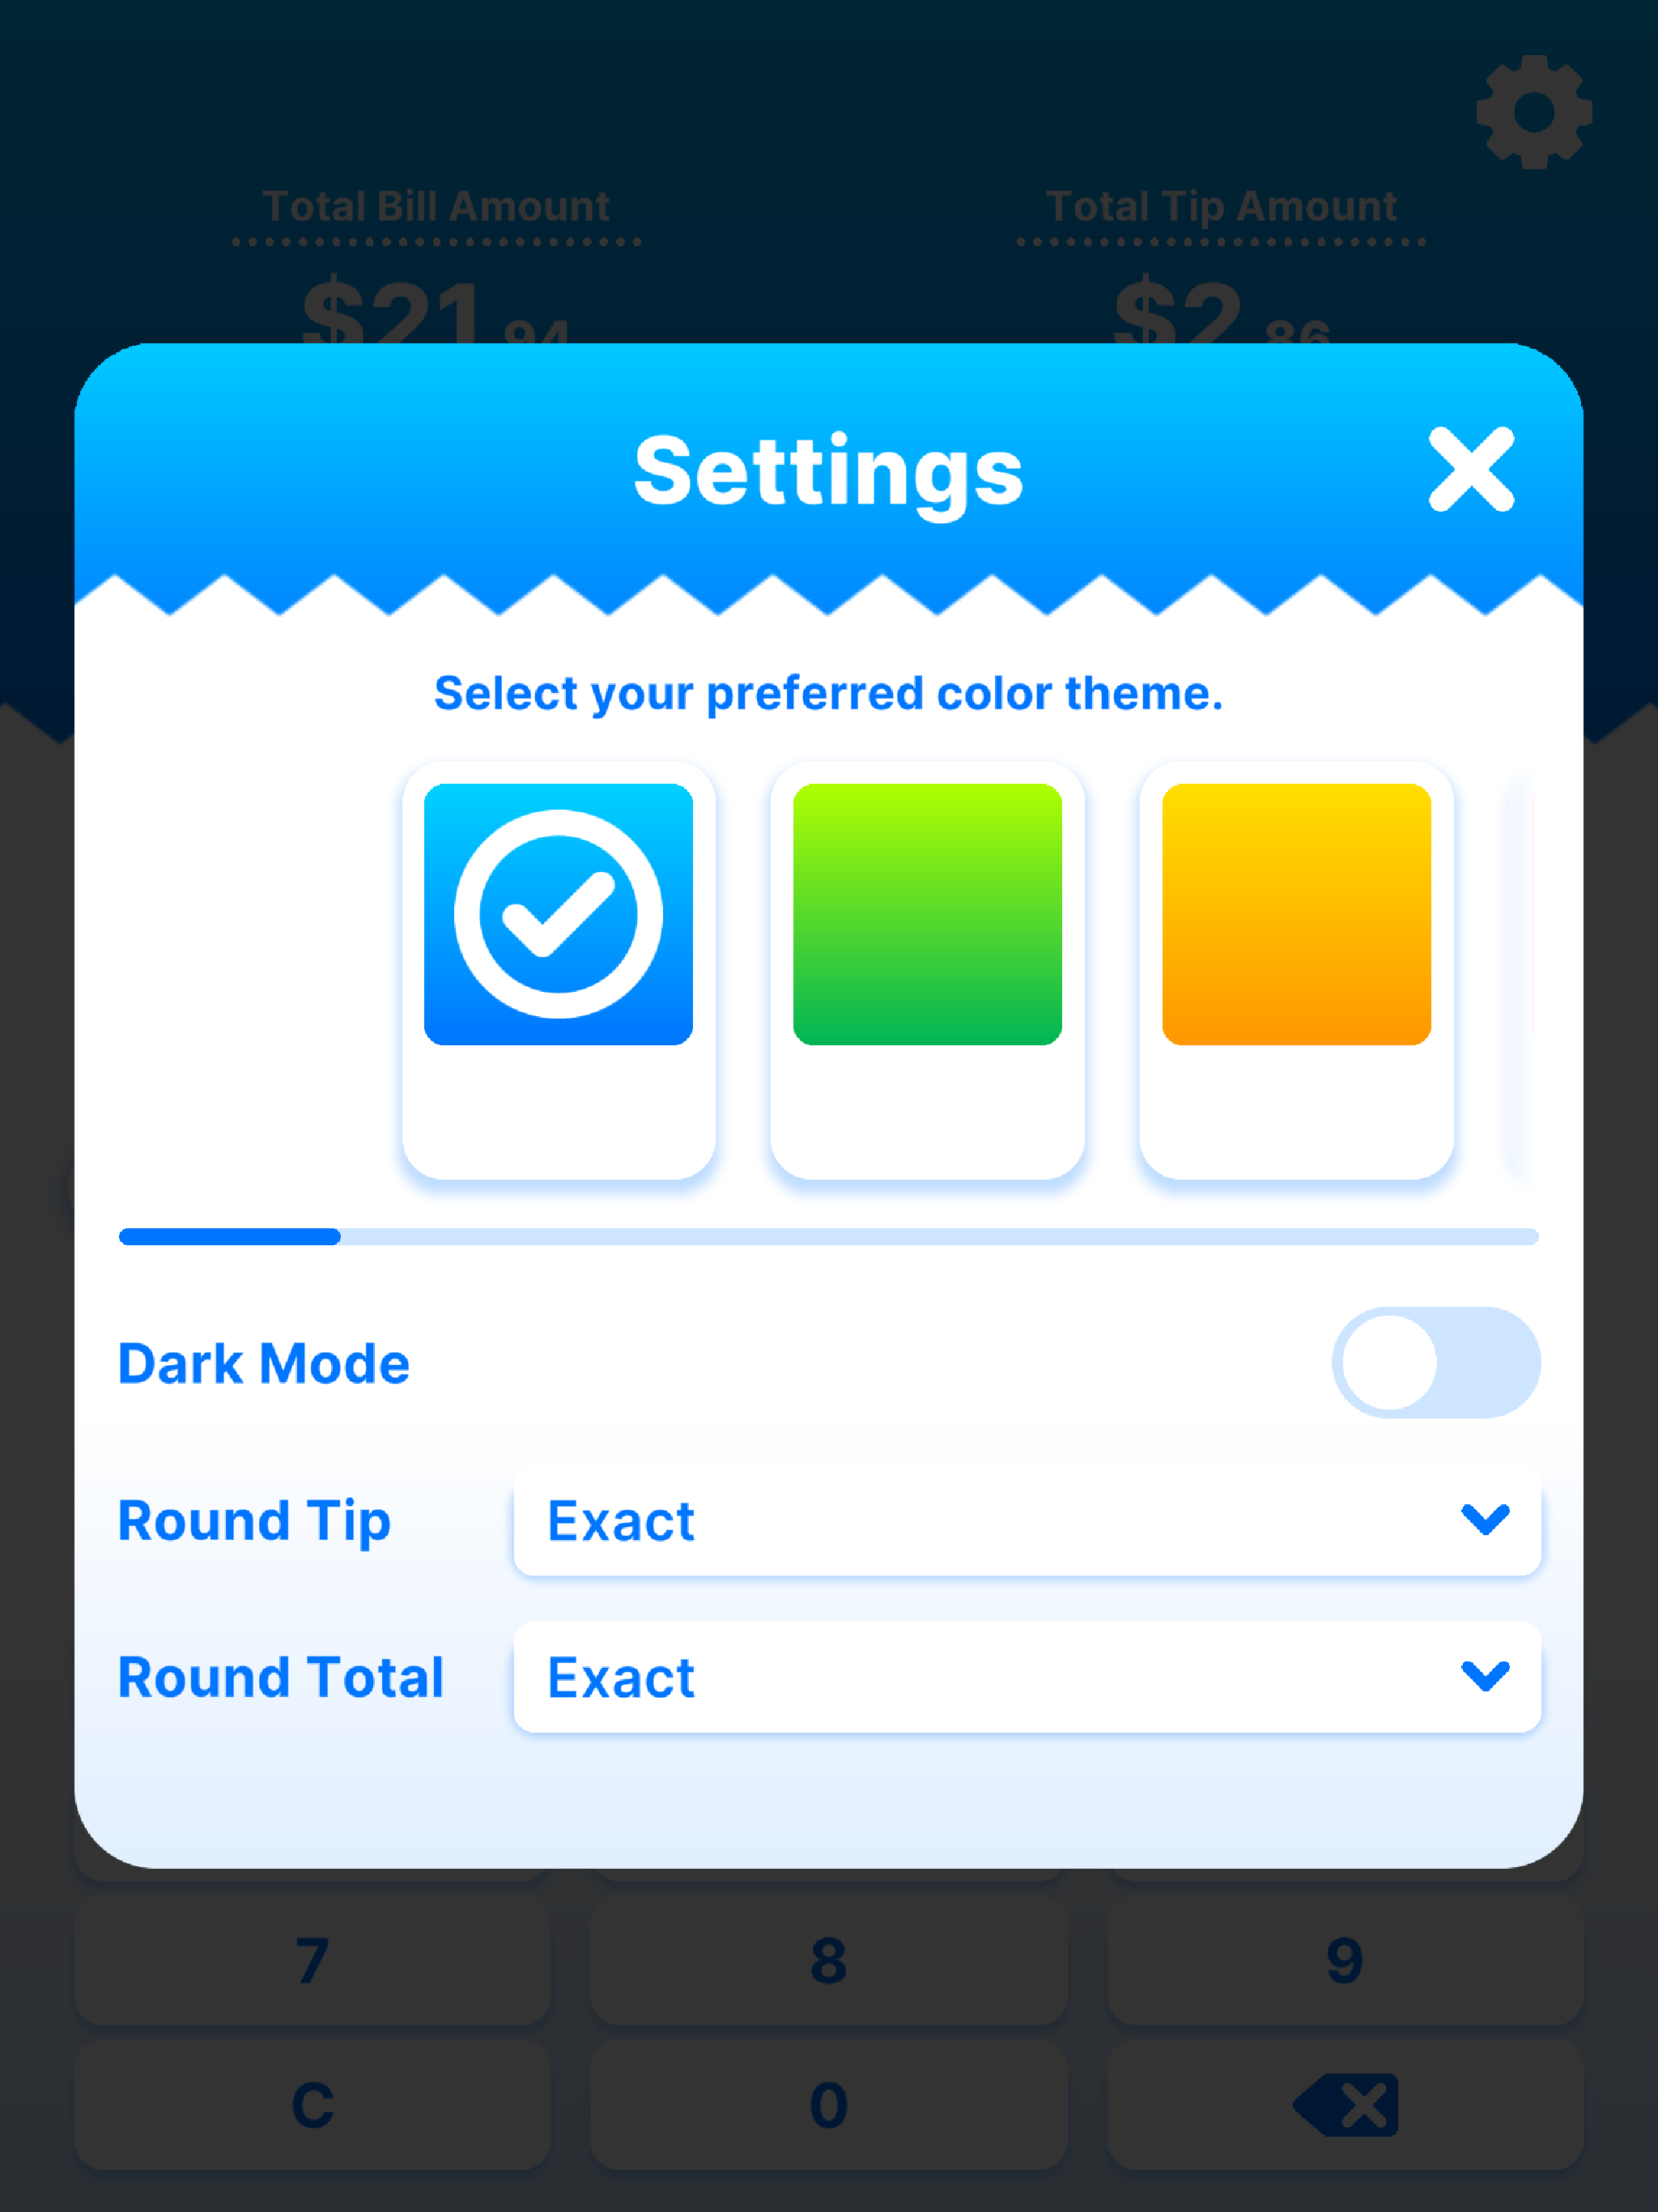 Total Bill Amount
Total Tip Amount
$21.94
$2.86
Settings
Select your preferred color theme.
Dark Mode
Round Tip
Exact
Round Total
Exact
7
8
9
C
0